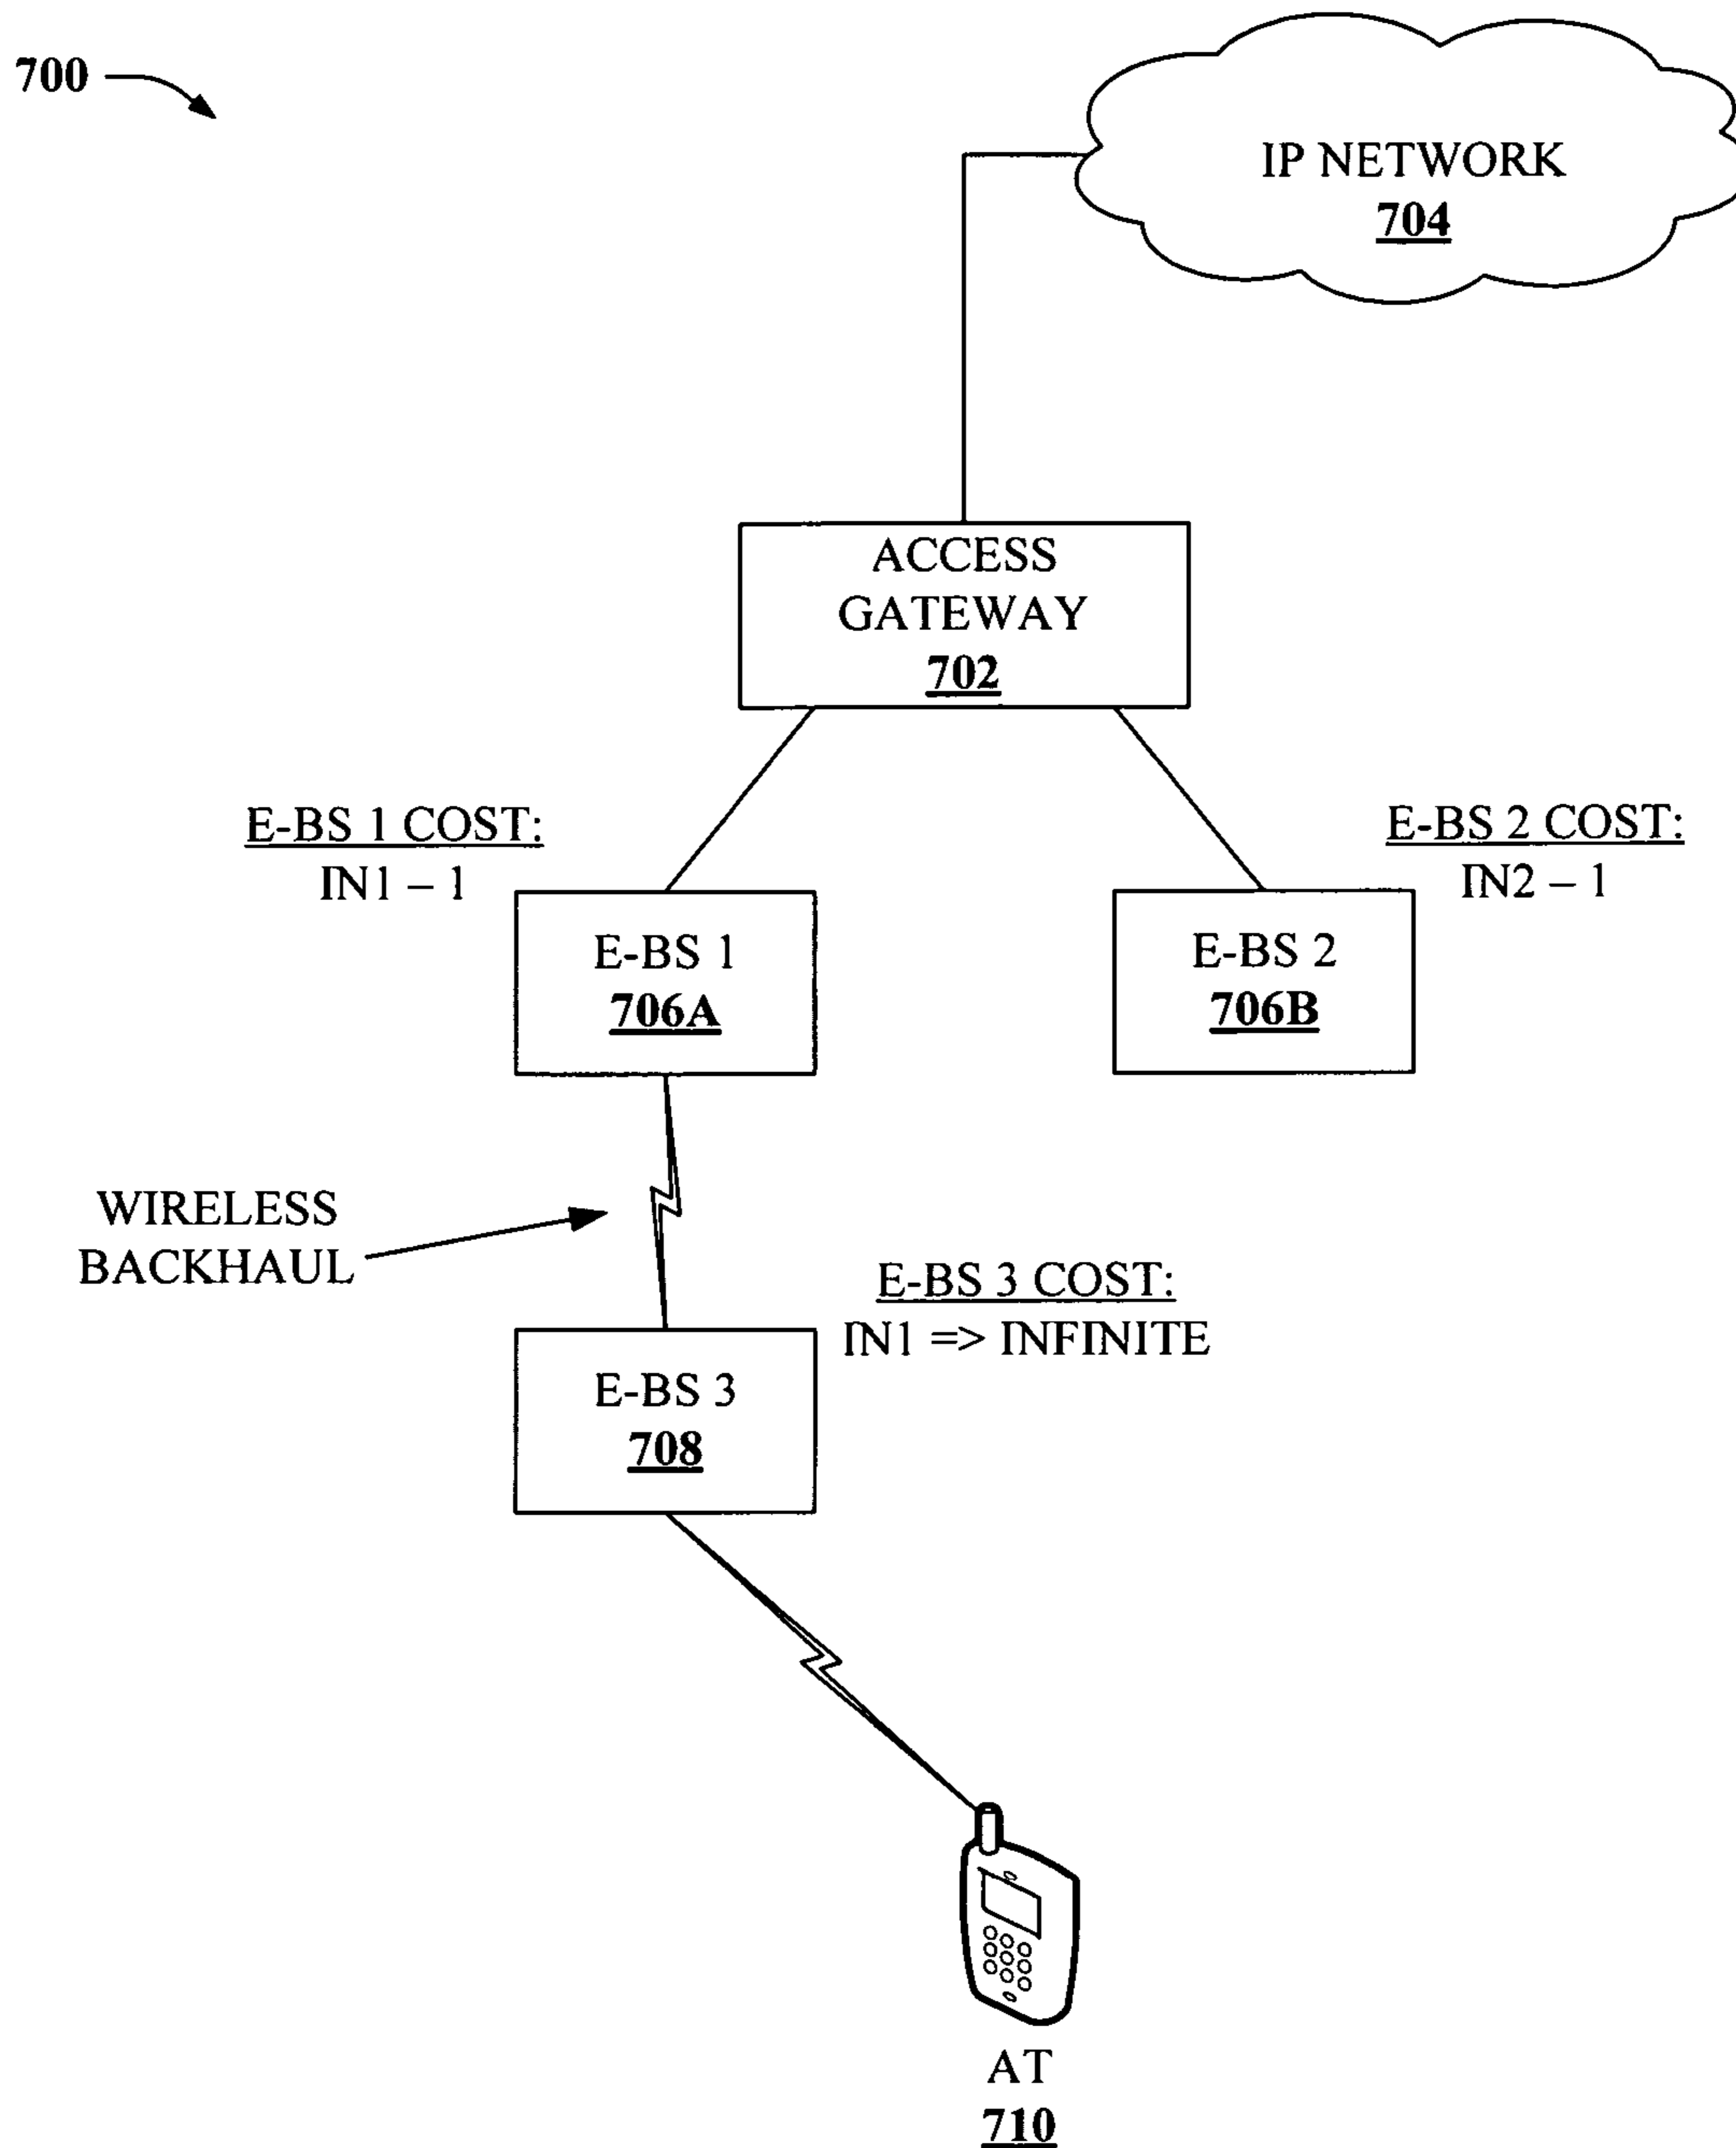 700
IP NETWORK
704
ACCESS
GATEWAY
702
E-BS 1 COST:
IN1 – 1
E-BS 2 COST:
IN2 – 1
E-BS 1
706A
E-BS 2
706B
WIRELESS
BACKHAUL
E-BS 3 COST:
IN1 => INFINITE
E-BS 3
708
AT
710